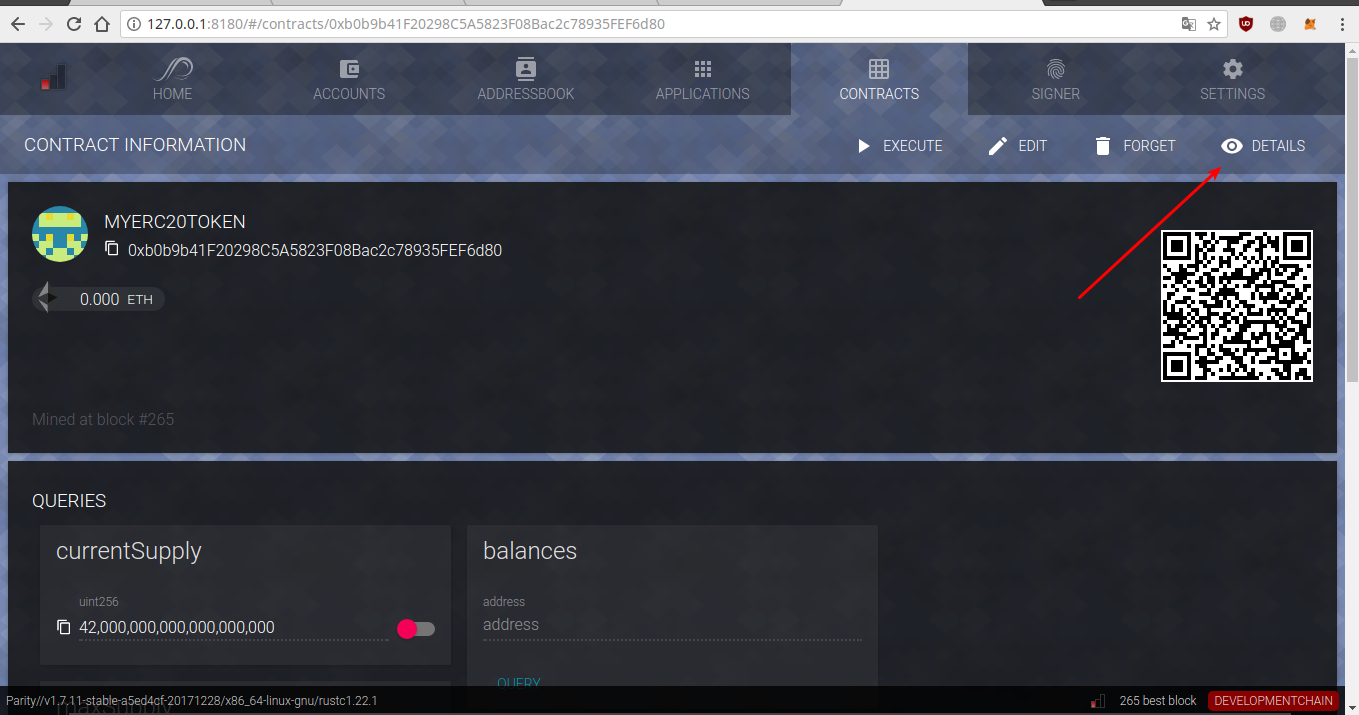 127.0.0.1:8180/#/contracts/0xb0b9b41F20298C5A5823F08Bac2c78935FEF6d80
HOME ACCOUNTS ADDRESSBOOK APPLICATIONS CONTRACTS SIGNER SETTINGS
CONTRACT INFORMATION EXECUTE EDIT FORGET DETAILS
MYERC20TOKEN
0xb0b9b41F20298C5A5823F08Bac2c78935FEF6d80
0.000 ETH
Mined at block #265
QUERIES
currentSupply balances
uint256 address
42,000,000,000,000,000,000 address
QUERY
maxSupply
Parity//v1.7.11-stable-a5ed4cf-20171228/x86_64-linux-gnu/rustc1.22.1 265 best block DEVELOPMENTCHAIN